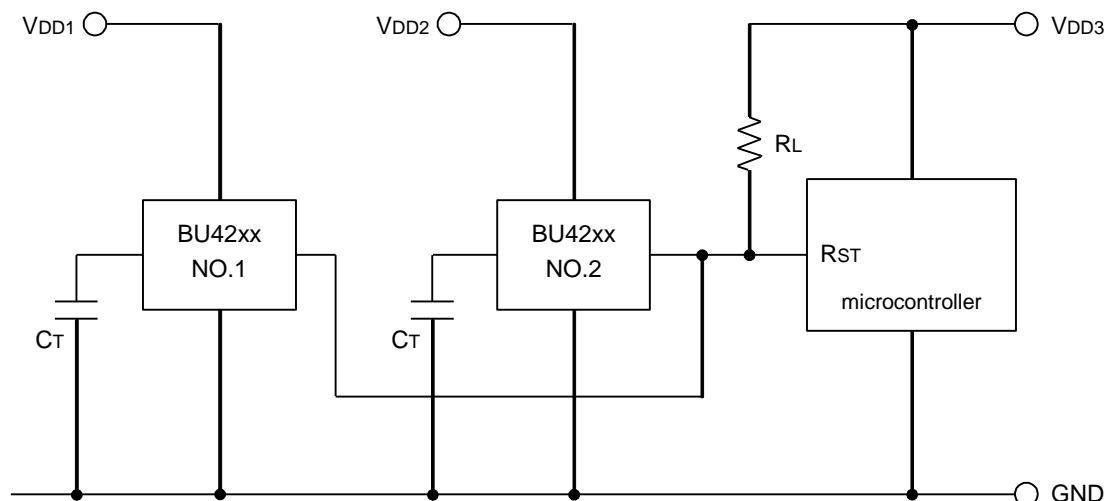 VDD1
VDD2
VDD3
RL
BU42xx
NO.1
BU42xx
NO.2
RST
microcontroller
CT
CT
GND